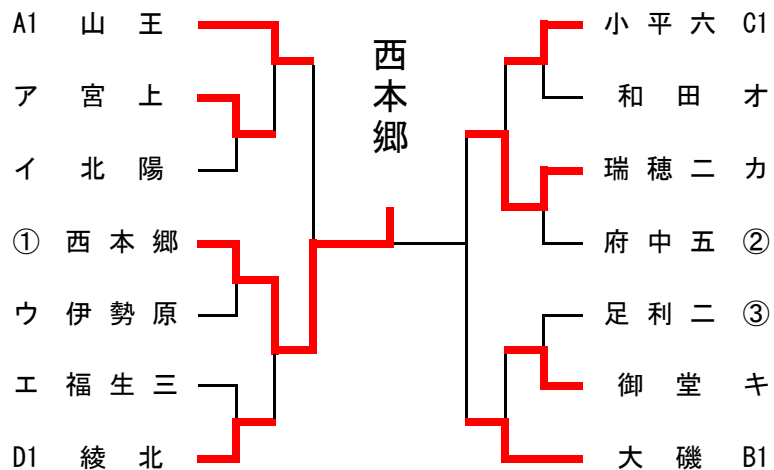 A1 山王
ア 宮上
イ 北陽
① 西本郷
ウ 伊勢原
エ 福生三
D1 綾北
西本郷
小平六 C1
和田 オ
瑞穂二 カ
府中五 ②
足利二 ③
御堂 キ
大磯 B1